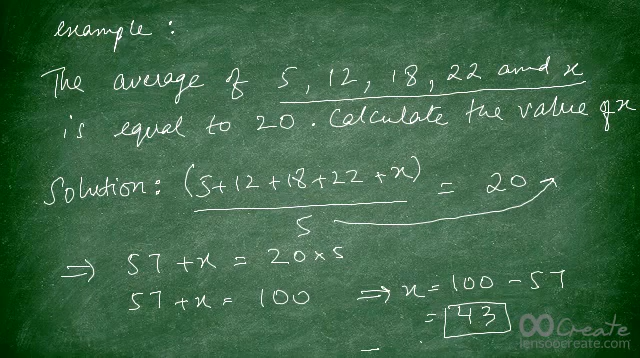 example :
The average of 5, 12, 18, 22 and x
is equal to 20. Calculate the value of x
Solution: (5+12+18+22+x) / 5 = 20
⇒ 57 + x = 20 × 5
57 + x = 100 ⇒ x = 100 - 57
= 43
Create
lensoocreate.com